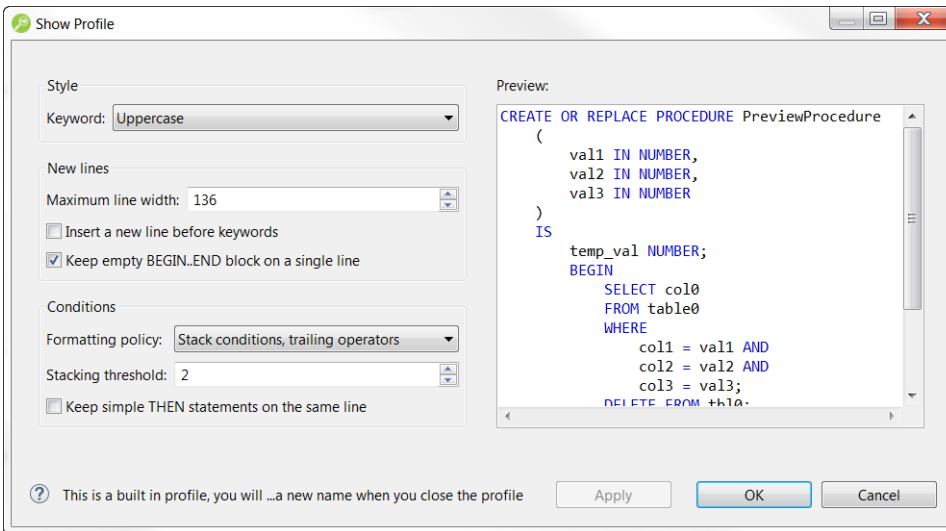 Show Profile
Style
Keyword: Uppercase
New lines
Maximum line width: 136
Insert a new line before keywords
Keep empty BEGIN..END block on a single line
Conditions
Formatting policy: Stack conditions, trailing operators
Stacking threshold: 2
Keep simple THEN statements on the same line
Preview:
CREATE OR REPLACE PROCEDURE PreviewProcedure
(
val1 IN NUMBER,
val2 IN NUMBER,
val3 IN NUMBER
)
IS
temp_val NUMBER;
BEGIN
SELECT col0
FROM table0
WHERE
col1 = val1 AND
col2 = val2 AND
col3 = val3;
DELETE FROM tbl0;
This is a built in profile, you will ...a new name when you close the profile
Apply
OK
Cancel